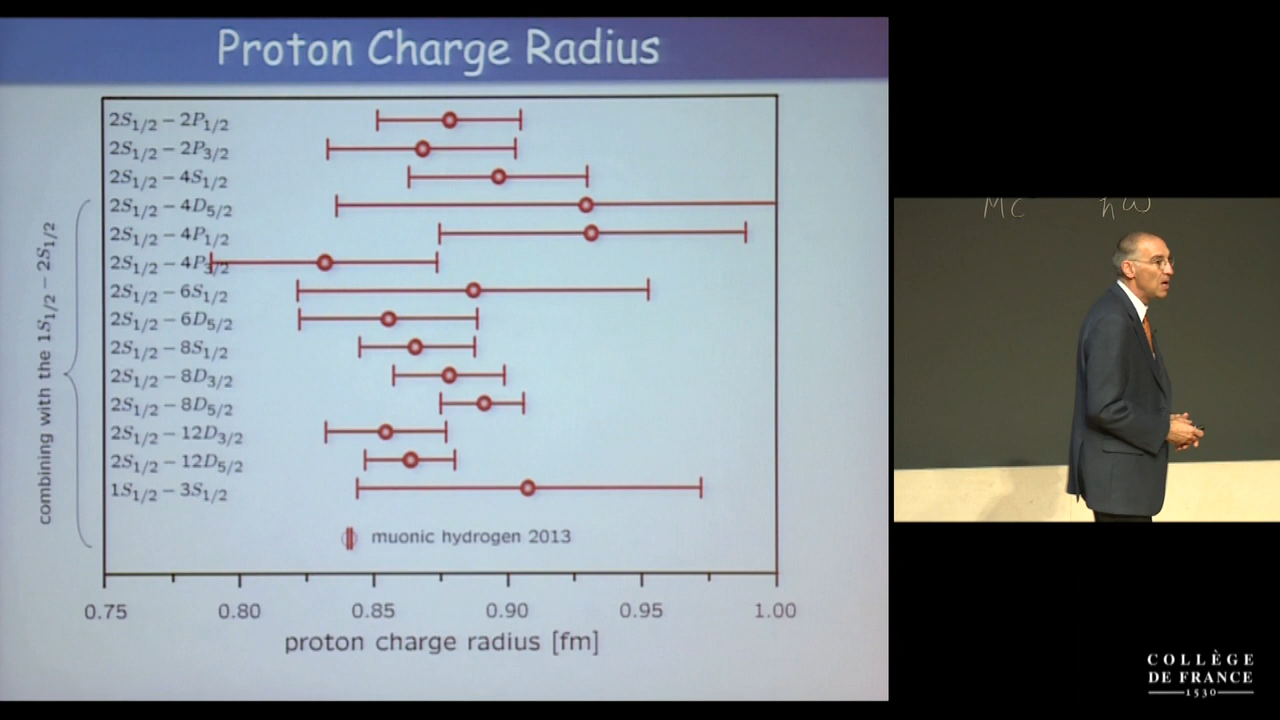 Proton Charge Radius
2S1/2 − 2P1/2
2S1/2 − 2P3/2
2S1/2 − 4S1/2
2S1/2 − 4D5/2
2S1/2 − 4P1/2
2S1/2 − 4P3/2
2S1/2 − 6S1/2
2S1/2 − 6D5/2
2S1/2 − 8S1/2
2S1/2 − 8D3/2
2S1/2 − 8D5/2
2S1/2 − 12D3/2
2S1/2 − 12D5/2
1S1/2 − 3S1/2
combining with the 1S1/2 − 2S1/2
muonic hydrogen 2013
0.75 0.80 0.85 0.90 0.95 1.00
proton charge radius [fm]
MC ħω
COLLÈGE
DE FRANCE
1530